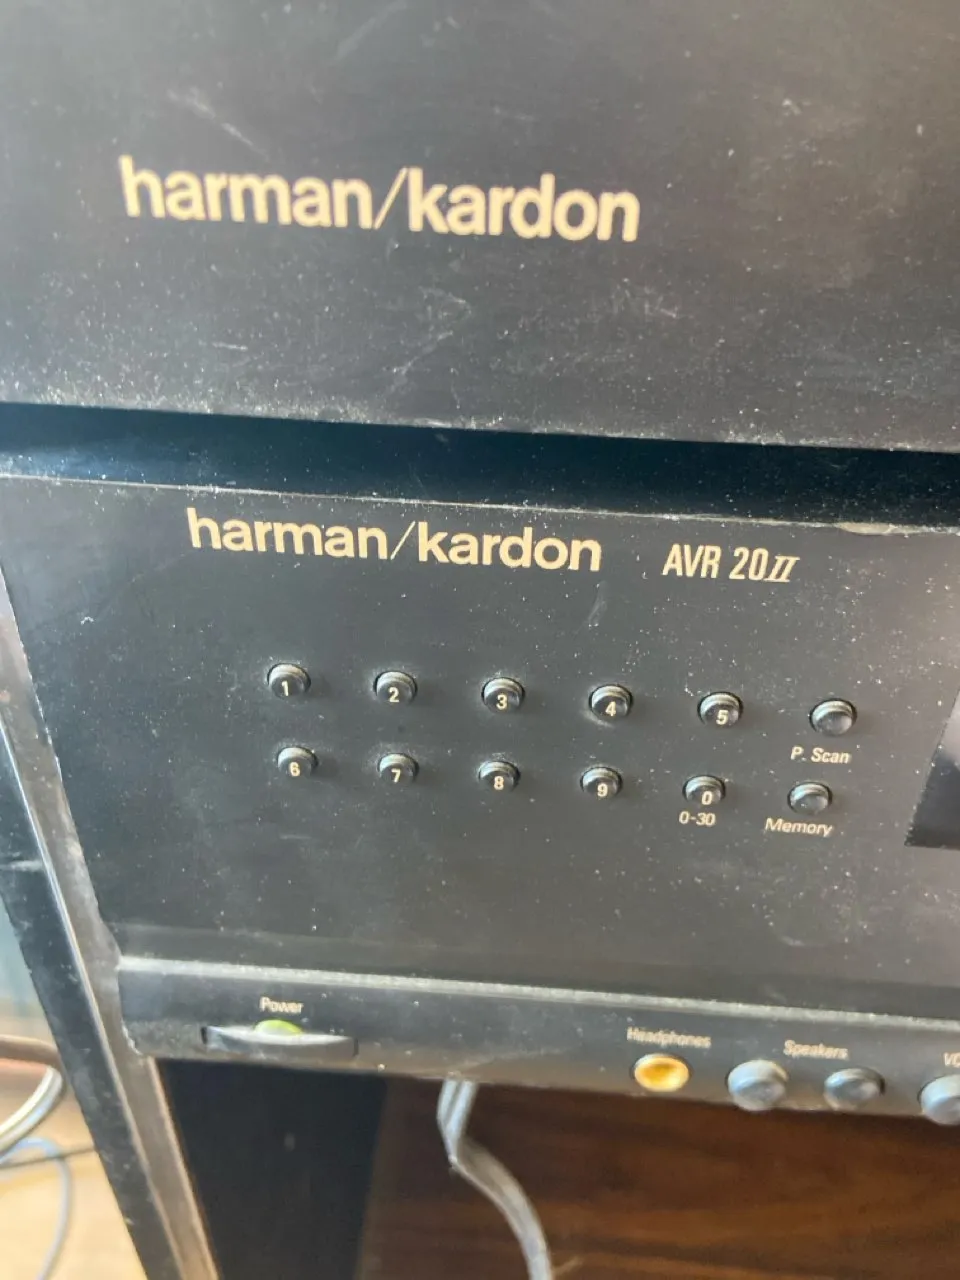 harman/kardon
harman/kardon AVR 20II
1 2 3 4 5
P. Scan
6 7 8 9 0
0-30 Memory
Power
Headphones Speakers